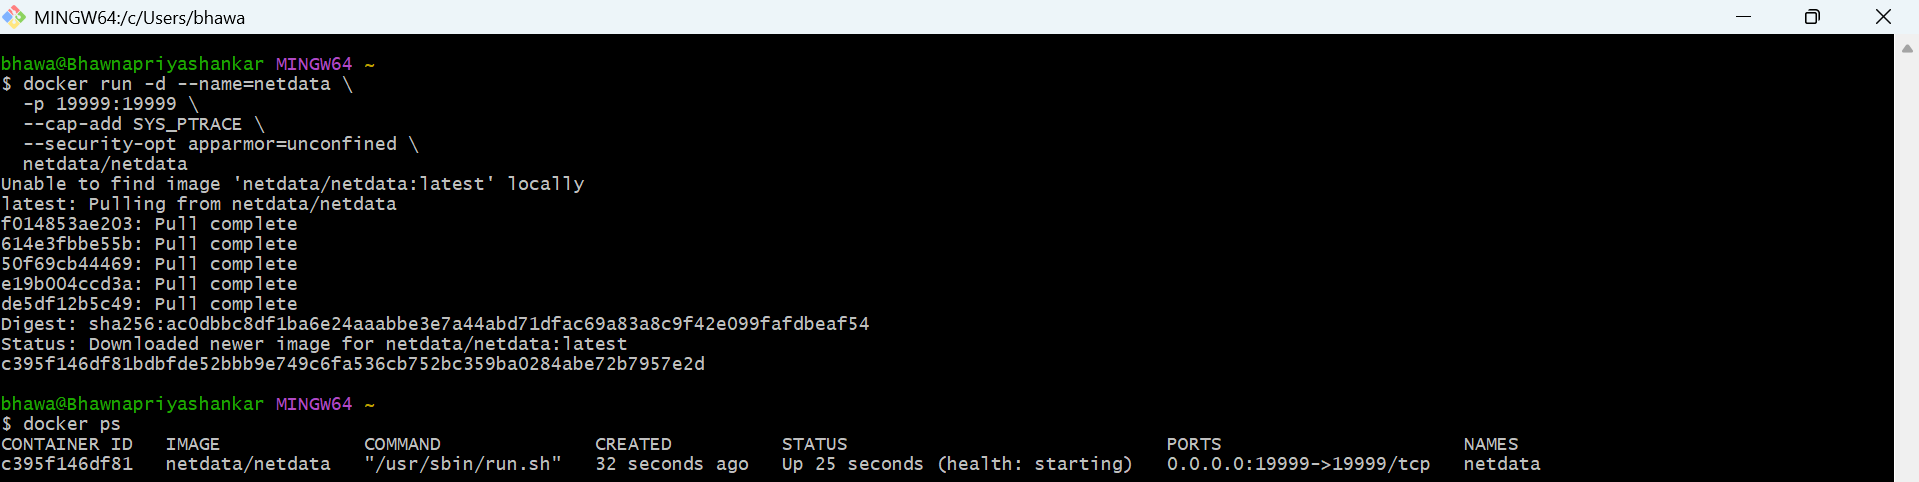 MINGW64:/c/Users/bhawa
bhawa@Bhawnapriyashankar MINGW64 ~
$ docker run -d --name=netdata \
  -p 19999:19999 \
  --cap-add SYS_PTRACE \
  --security-opt apparmor=unconfined \
  netdata/netdata
Unable to find image 'netdata/netdata:latest' locally
latest: Pulling from netdata/netdata
f014853ae203: Pull complete
614e3fbbe55b: Pull complete
50f69cb44469: Pull complete
e19b004ccd3a: Pull complete
de5df12b5c49: Pull complete
Digest: sha256:ac0dbbc8df1ba6e24aaabbe3e7a44abd71dfac69a83a8c9f42e099fafdbeaf54
Status: Downloaded newer image for netdata/netdata:latest
c395f146df81bdbfde52bbb9e749c6fa536cb752bc359ba0284abe72b7957e2d
bhawa@Bhawnapriyashankar MINGW64 ~
$ docker ps
CONTAINER ID   IMAGE             COMMAND              CREATED          STATUS                             PORTS                      NAMES
c395f146df81   netdata/netdata   "/usr/sbin/run.sh"   32 seconds ago   Up 25 seconds (health: starting)   0.0.0.0:19999->19999/tcp   netdata